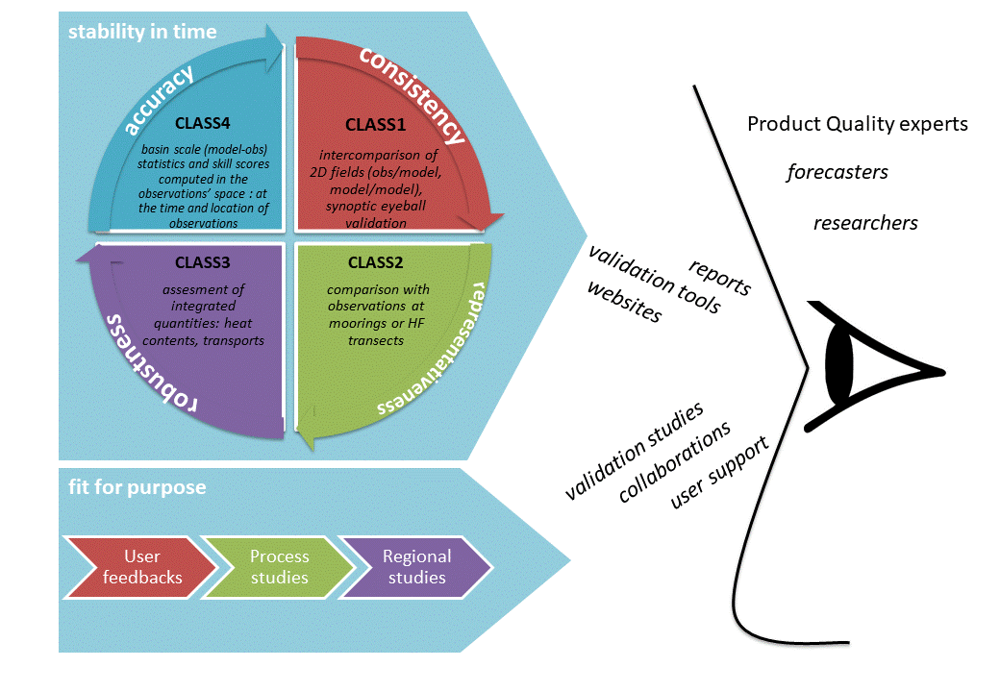 stability in time
accuracy
consistency
CLASS4
basin scale (model-obs)
statistics and skill scores
computed in the
observations' space : at
the time and location of
observations
CLASS1
intercomparison of
2D fields (obs/model,
model/model),
synoptic eyeball
validation
CLASS3
assesment of
integrated
quantities: heat
contents, transports
CLASS2
comparison with
observations at
moorings or HF
transects
robustness
representativeness
fit for purpose
User
feedbacks
Process
studies
Regional
studies
reports
validation tools
websites
validation studies
collaborations
user support
Product Quality experts
forecasters
researchers